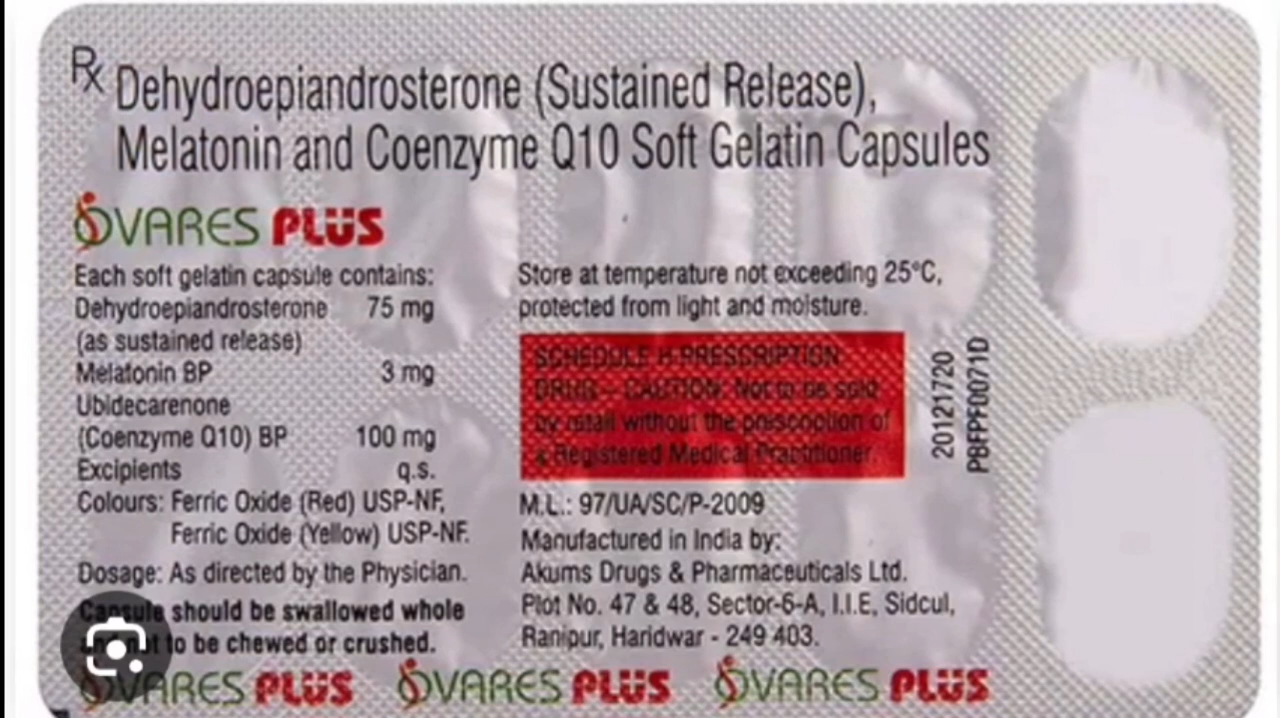 Rx Dehydroepiandrosterone (Sustained Release),
Melatonin and Coenzyme Q10 Soft Gelatin Capsules
OVARES PLUS
Each soft gelatin capsule contains:
Dehydroepiandrosterone 75 mg
(as sustained release)
Melatonin BP 3 mg
Ubidecarenone
(Coenzyme Q10) BP 100 mg
Excipients q.s.
Colours: Ferric Oxide (Red) USP-NF,
Ferric Oxide (Yellow) USP-NF.
Dosage: As directed by the Physician.
Capsule should be swallowed whole
and not to be chewed or crushed.
Store at temperature not exceeding 25°C,
protected from light and moisture.
SCHEDULE H PRESCRIPTION
DRUG – CAUTION: Not to be sold
by retail without the prescription of
a Registered Medical Practitioner.
M.L.: 97/UA/SC/P-2009
Manufactured in India by:
Akums Drugs & Pharmaceuticals Ltd.
Plot No. 47 & 48, Sector-6-A, I.I.E, Sidcul,
Ranipur, Haridwar - 249 403.
20121720
PBFPF0071D
OVARES PLUS OVARES PLUS OVARES PLUS